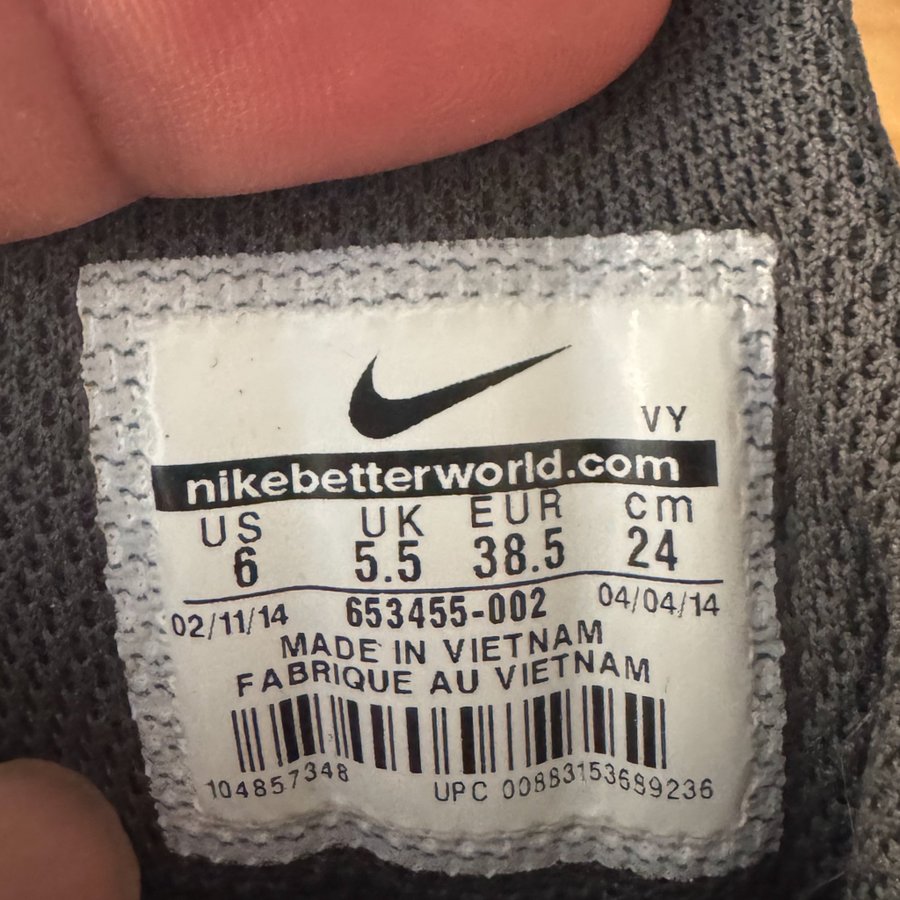 VY
nikebetterworld.com
US UK EUR cm
6 5.5 38.5 24
02/11/14 653455-002 04/04/14
MADE IN VIETNAM
FABRIQUE AU VIETNAM
104857348 UPC 00883153689236